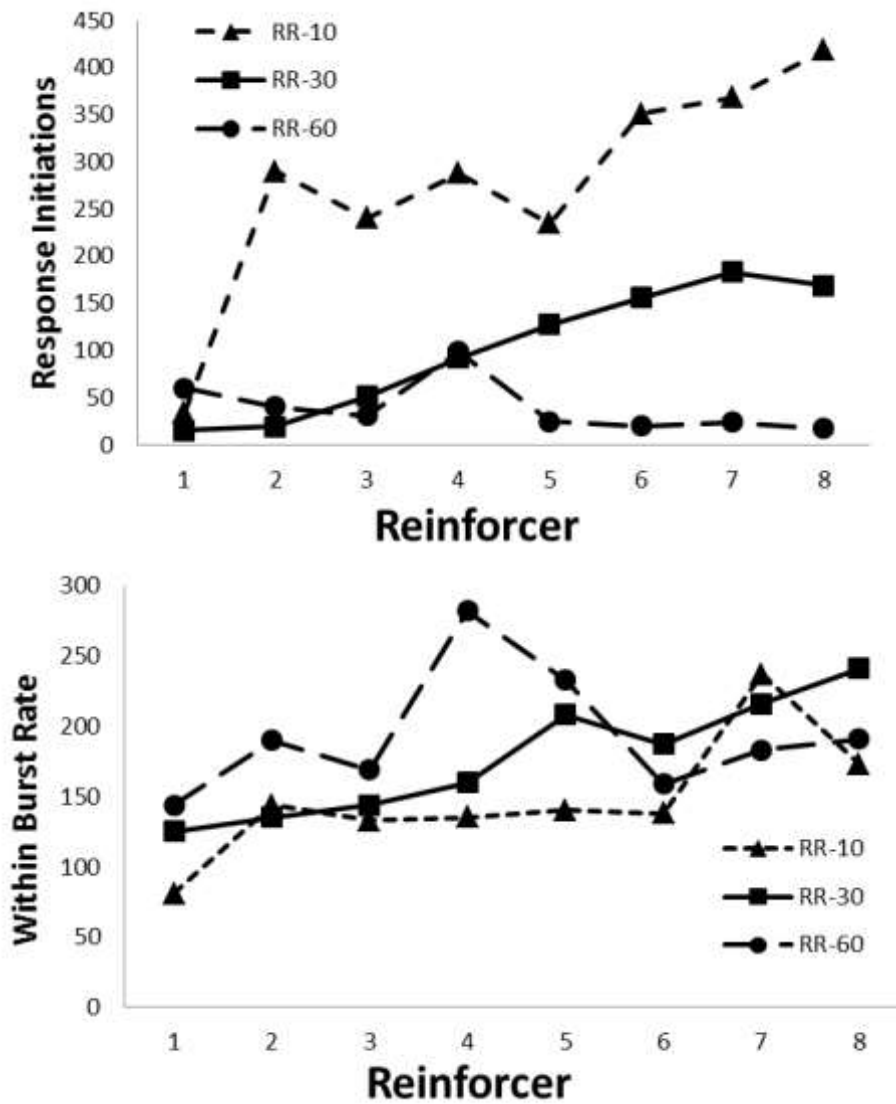 450
400
350
300
250
200
150
100
50
0
Response Initiations
RR-10
RR-30
RR-60
1 2 3 4 5 6 7 8
Reinforcer
300
250
200
150
100
50
0
Within Burst Rate
RR-10
RR-30
RR-60
1 2 3 4 5 6 7 8
Reinforcer